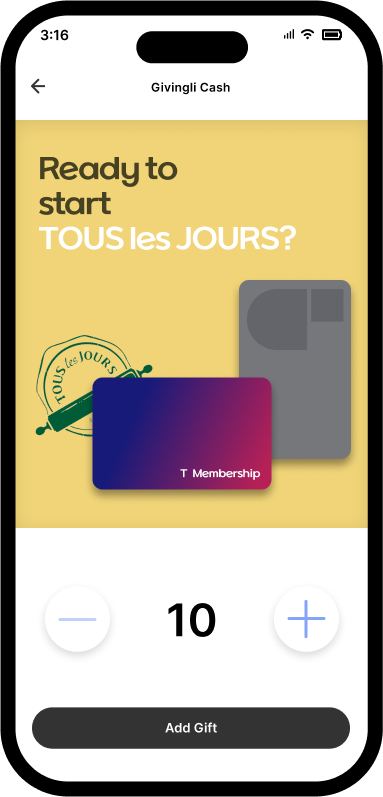 3:16
Givingli Cash
Ready to
start
TOUS les JOURS?
TOUS les JOURS
T Membership
10
Add Gift